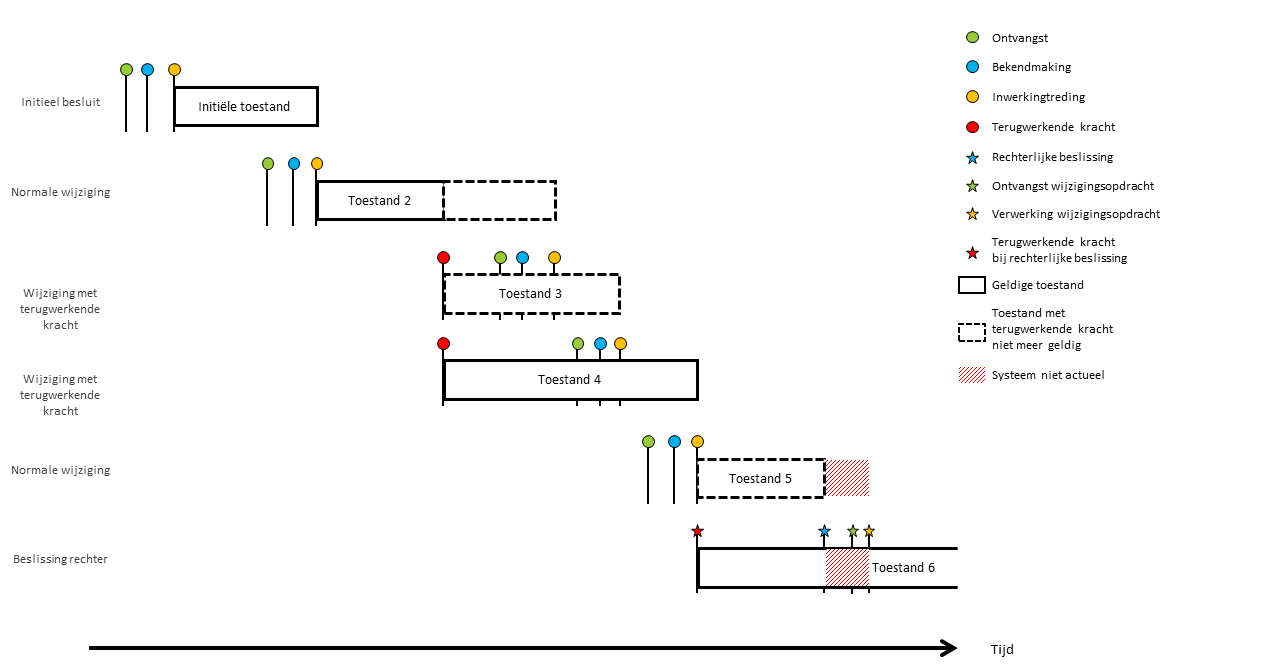 Initieel besluit
Initiële toestand
Normale wijziging
Toestand 2
Wijziging met
terugwerkende
kracht
Toestand 3
Wijziging met
terugwerkende
kracht
Toestand 4
Normale wijziging
Toestand 5
Beslissing rechter
Toestand 6
Tijd
Ontvangst
Bekendmaking
Inwerkingtreding
Terugwerkende kracht
Rechterlijke beslissing
Ontvangst wijzigingsopdracht
Verwerking wijzigingsopdracht
Terugwerkende kracht
bij rechterlijke beslissing
Geldige toestand
Toestand met
terugwerkende kracht
niet meer geldig
Systeem niet actueel